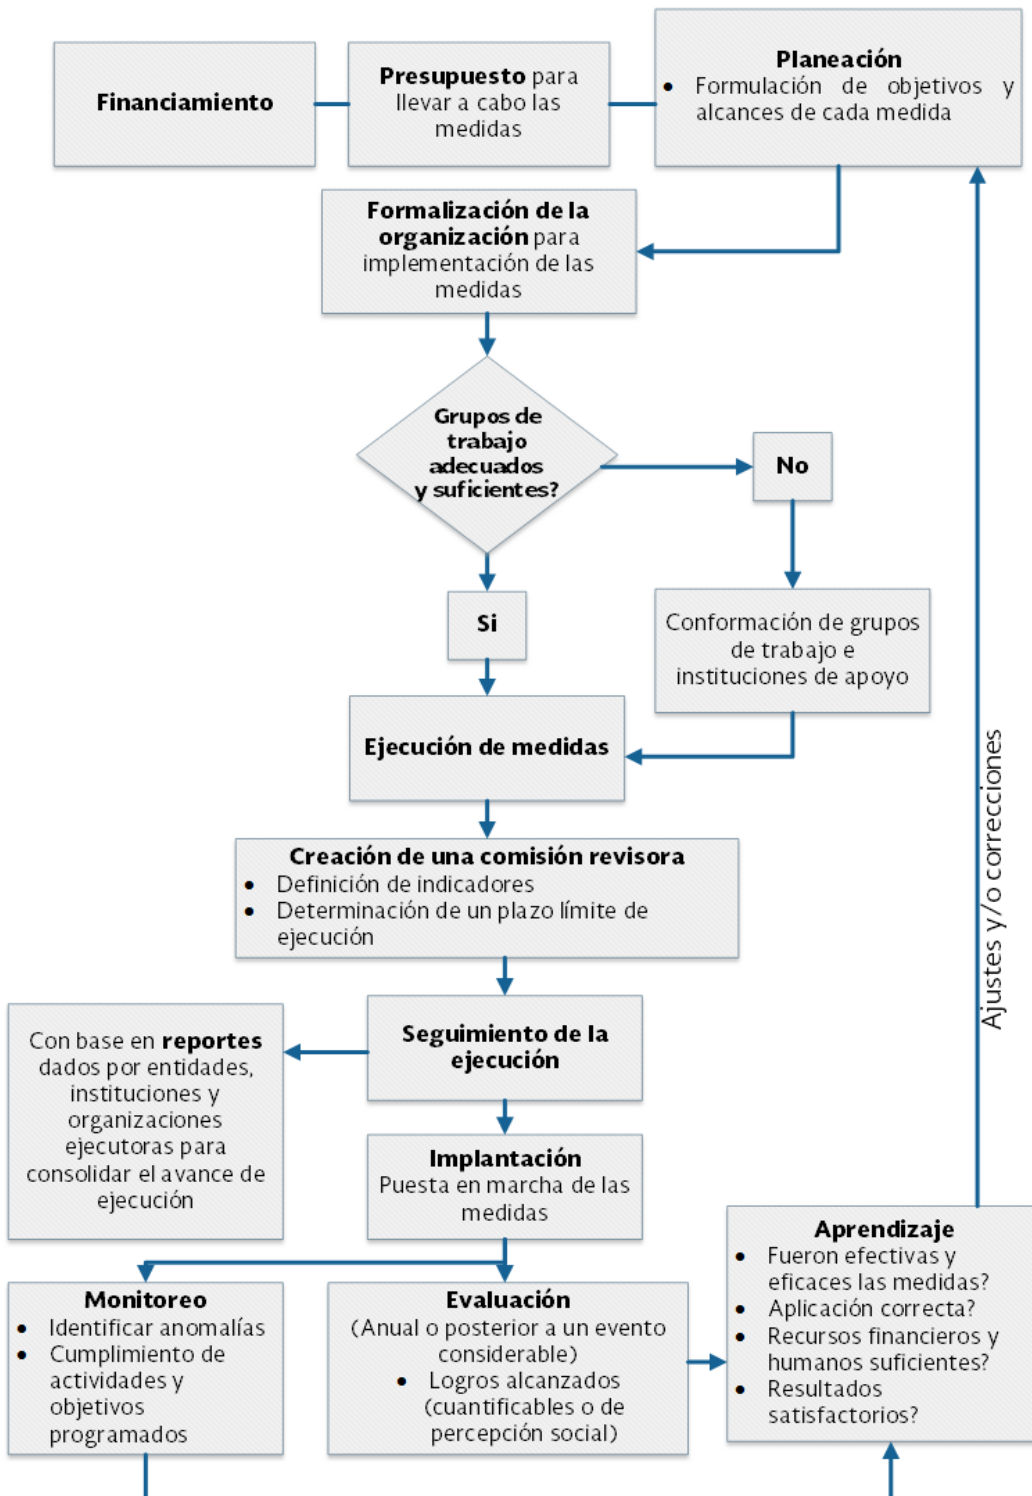 Financiamiento
Presupuesto para
llevar a cabo las
medidas
Planeación
• Formulación de objetivos y
alcances de cada medida
Formalización de la
organización para
implementación de las
medidas
Grupos de
trabajo
adecuados
y suficientes?
No
Si
Conformación de grupos
de trabajo e
instituciones de apoyo
Ejecución de medidas
Creación de una comisión revisora
• Definición de indicadores
• Determinación de un plazo límite de
ejecución
Seguimiento de la
ejecución
Con base en reportes
dados por entidades,
instituciones y
organizaciones
ejecutoras para
consolidar el avance de
ejecución
Implantación
Puesta en marcha de las
medidas
Monitoreo
• Identificar anomalías
• Cumplimiento de
actividades y
objetivos
programados
Evaluación
(Anual o posterior a un evento
considerable)
• Logros alcanzados
(cuantificables o de
percepción social)
Aprendizaje
• Fueron efectivas y
eficaces las medidas?
• Aplicación correcta?
• Recursos financieros y
humanos suficientes?
• Resultados
satisfactorios?
Ajustes y/o correcciones